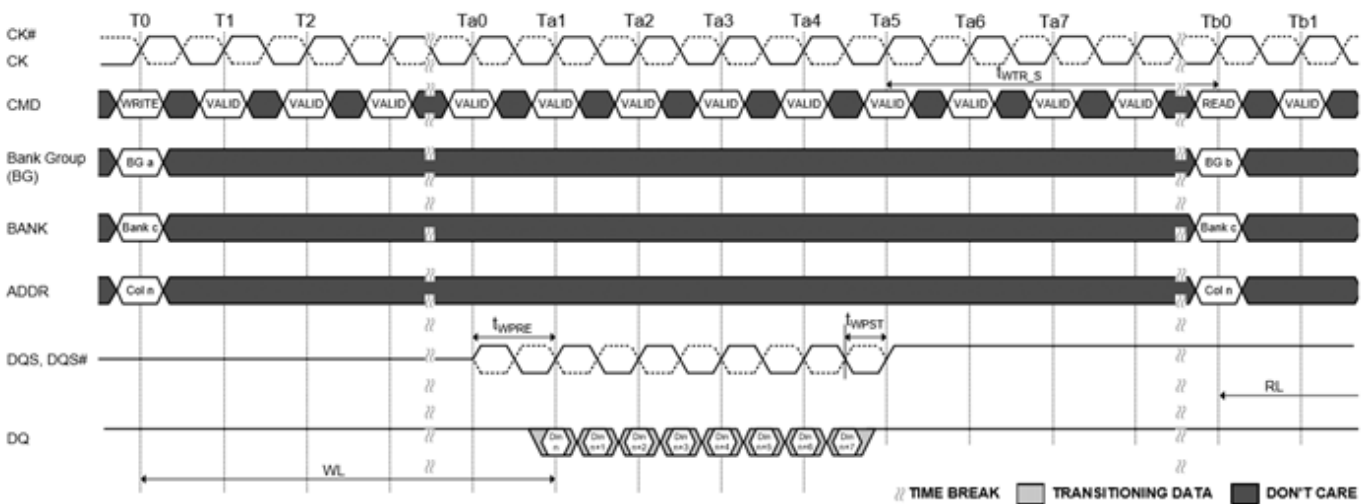 T0 T1 T2 Ta0 Ta1 Ta2 Ta3 Ta4 Ta5 Ta6 Ta7 Tb0 Tb1
CK#
CK
tWTR_S
CMD WRITE VALID VALID VALID VALID VALID VALID VALID VALID VALID VALID VALID VALID READ VALID
Bank Group
(BG)
BG a BG b
BANK Bank c Bank c
ADDR Col n Col n
tWPRE tWPST
DQS, DQS#
RL
DQ Din n Din n+1 Din n+2 Din n+3 Din n+4 Din n+5 Din n+6 Din n+7
WL
TIME BREAK TRANSITIONING DATA DON'T CARE